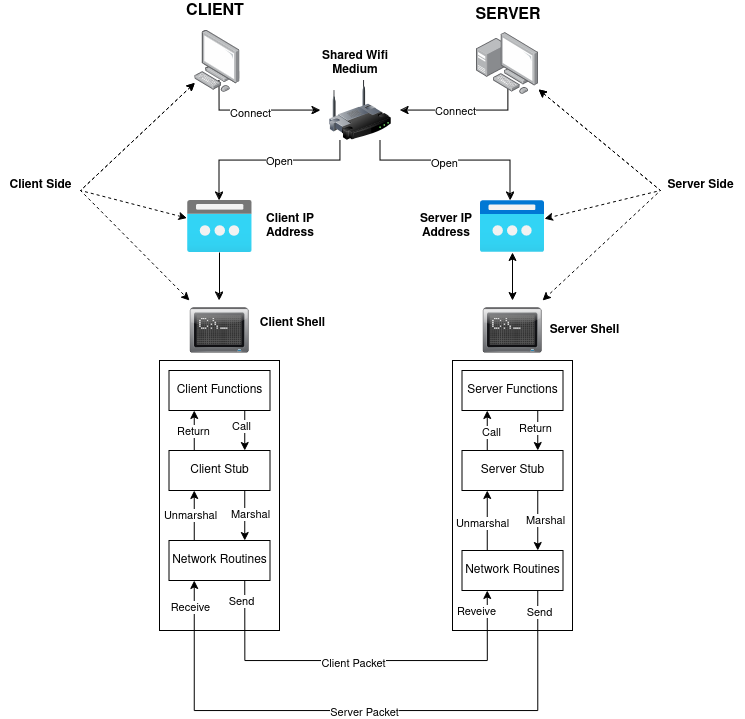 CLIENT
SERVER
Shared Wifi
Medium
Connect
Connect
Open
Open
Client Side
Server Side
Client IP
Address
Server IP
Address
C:\_
C:\_
Client Shell
Server Shell
Client Functions
Server Functions
Return
Call
Call
Return
Client Stub
Server Stub
Unmarshal
Marshal
Unmarshal
Marshal
Network Routines
Network Routines
Receive
Send
Reveive
Send
Client Packet
Server Packet